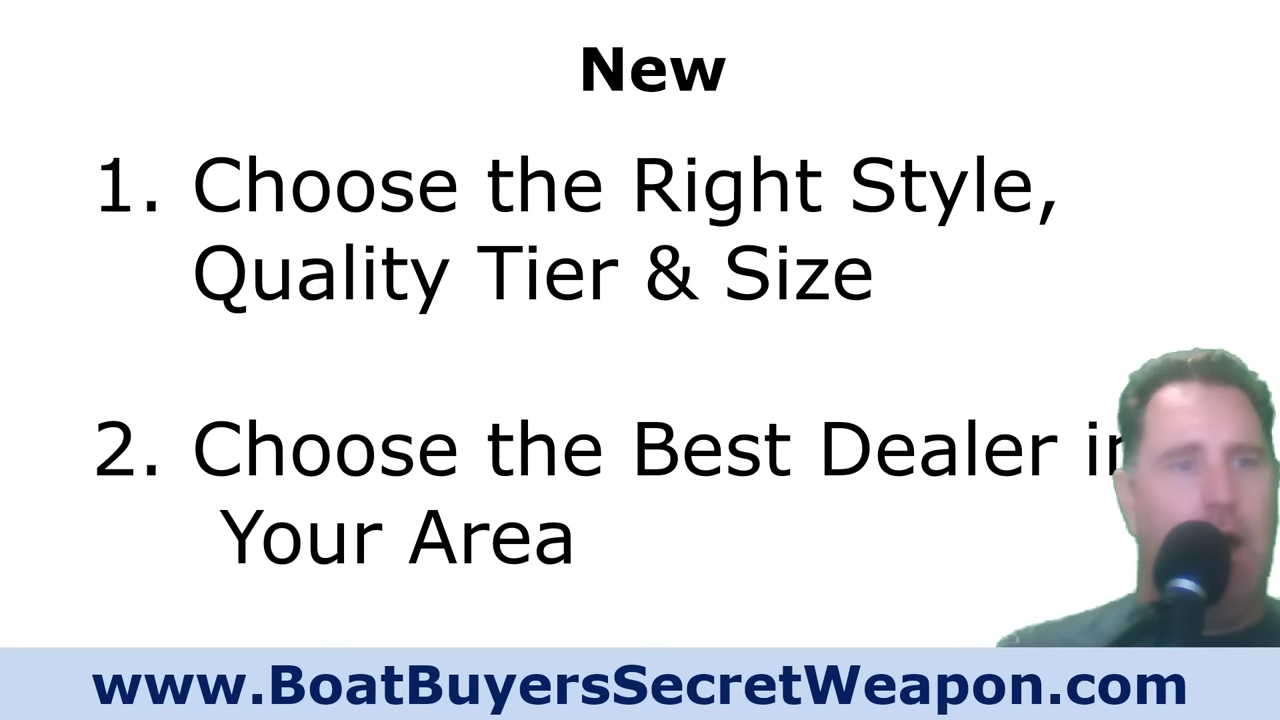 New
1. Choose the Right Style,
Quality Tier & Size
2. Choose the Best Dealer in
Your Area
www.BoatBuyersSecretWeapon.com